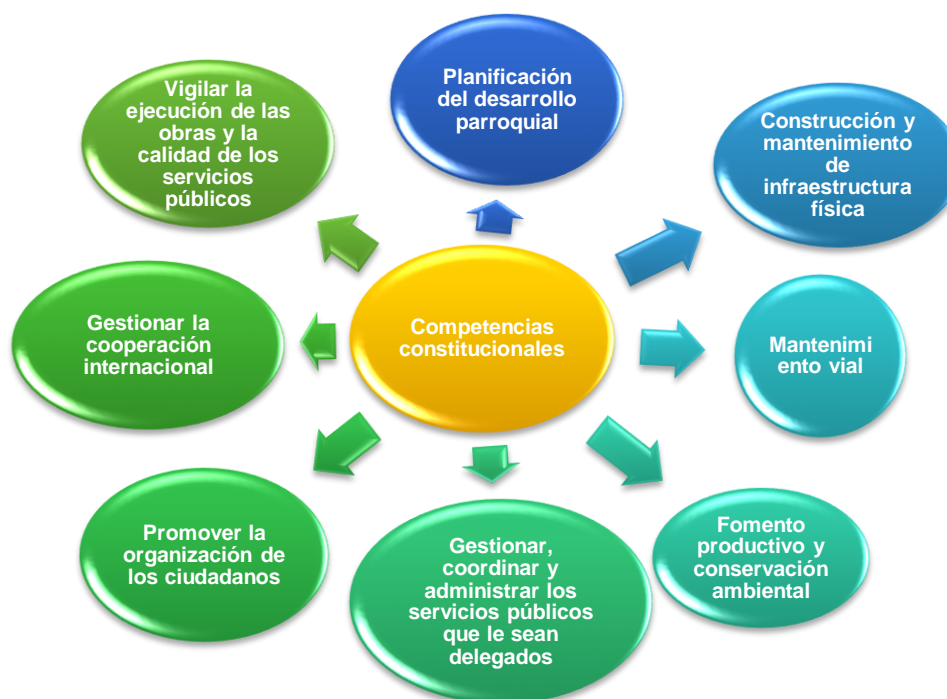 Planificación
del desarrollo
parroquial
Construcción y
mantenimiento
de
infraestructura
física
Mantenimi
ento vial
Fomento
productivo y
conservación
ambiental
Gestionar,
coordinar y
administrar los
servicios públicos
que le sean
delegados
Promover la
organización de
los ciudadanos
Gestionar la
cooperación
internacional
Vigilar la
ejecución de las
obras y la
calidad de los
servicios
públicos
Competencias
constitucionales